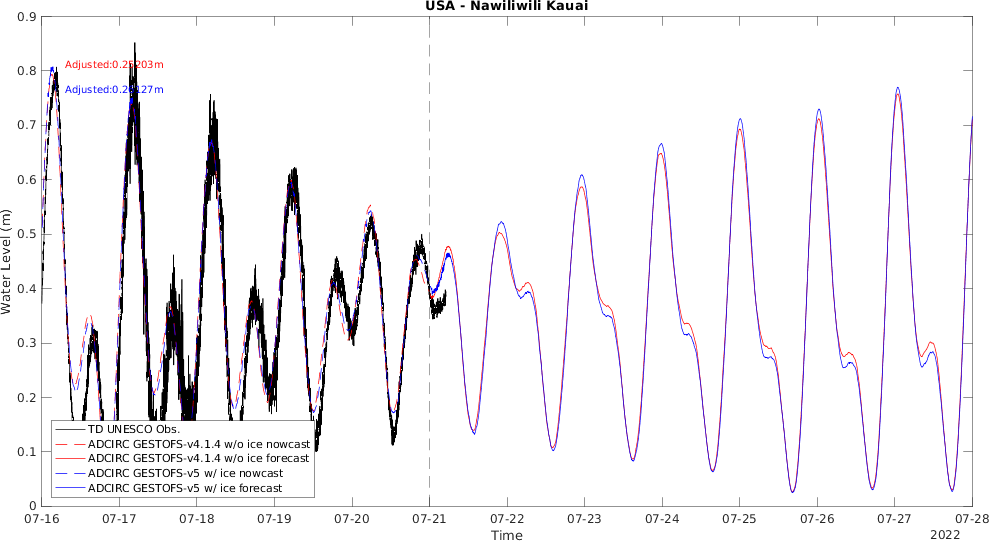 USA - Nawiliwili Kauai
0.9
0.8
0.7
0.6
0.5
0.4
0.3
0.2
0.1
0
Water Level (m)
TD UNESCO Obs.
ADCIRC GESTOFS-v4.1.4 w/o ice nowcast
ADCIRC GESTOFS-v4.1.4 w/o ice forecast
ADCIRC GESTOFS-v5 w/ ice nowcast
ADCIRC GESTOFS-v5 w/ ice forecast
07-16 07-17 07-18 07-19 07-20 07-21 07-22 07-23 07-24 07-25 07-26 07-27 07-28
Time
2022